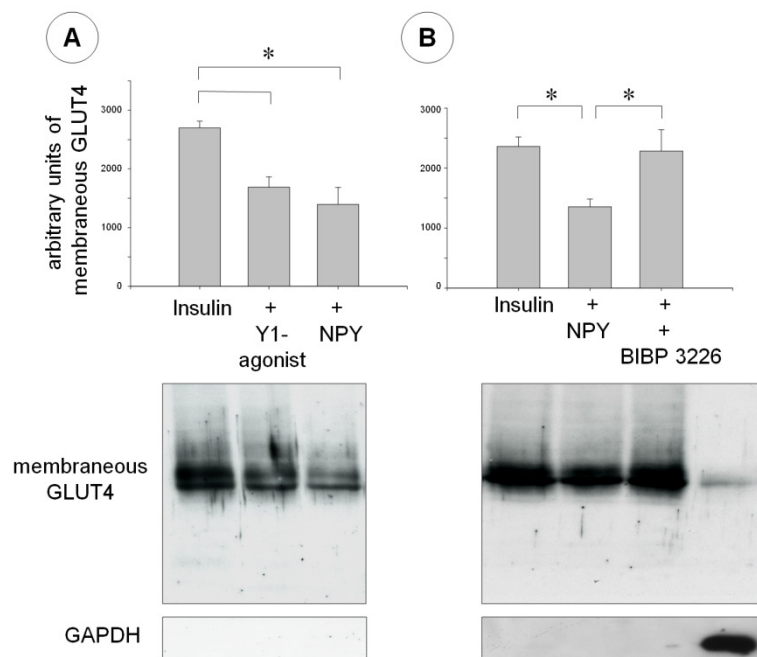 A
B
*
* *
arbitrary units of
membraneous GLUT4
3000
2000
1000
0
3000
2000
1000
0
Insulin + +
Y1-
agonist
NPY
Insulin + +
NPY +
BIBP 3226
membraneous
GLUT4
GAPDH